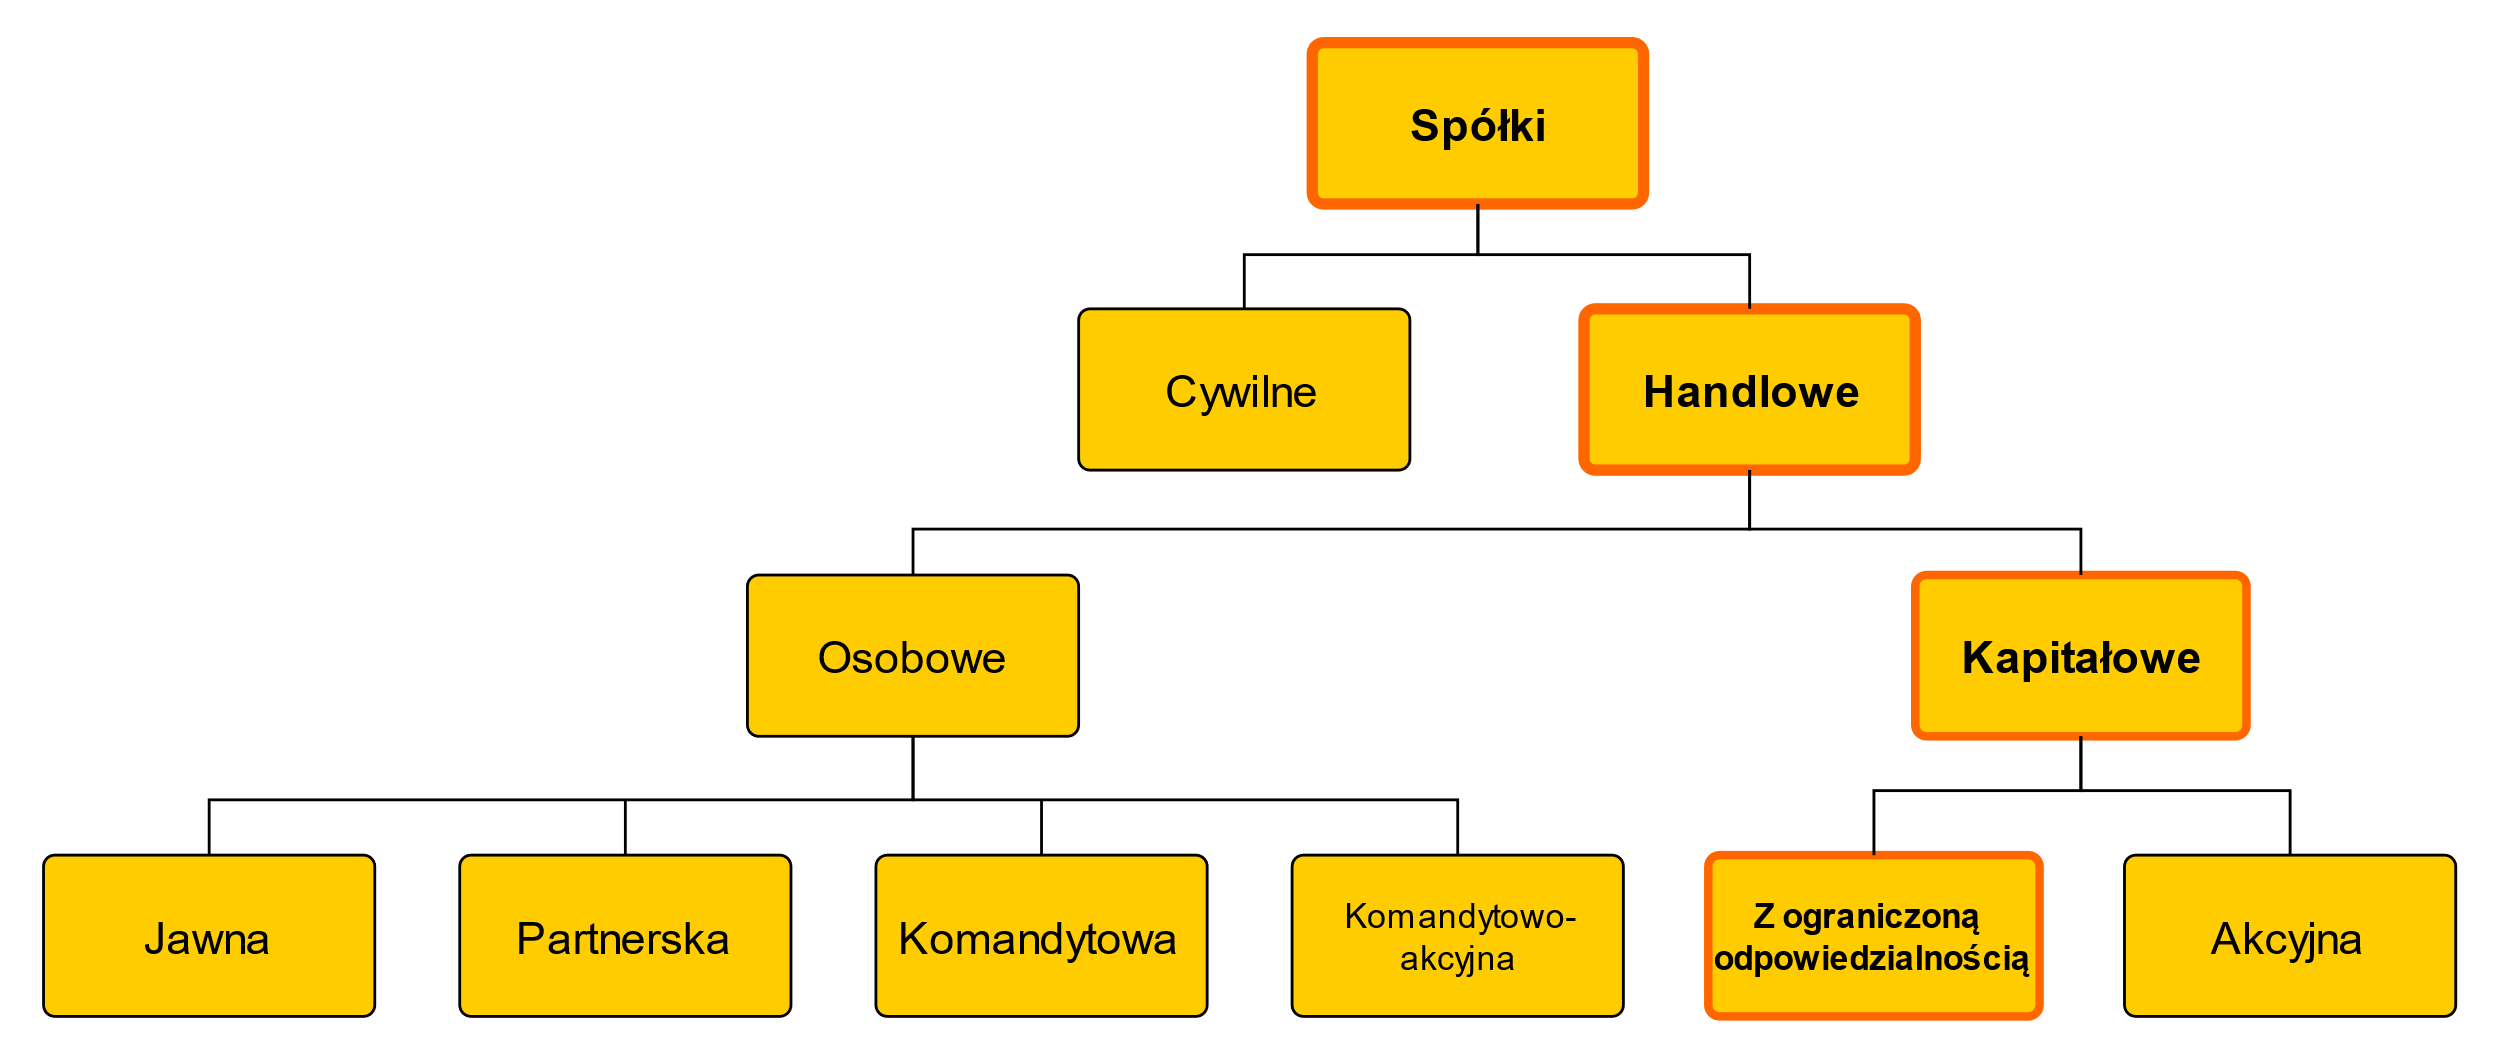 Spółki
Cywilne
Handlowe
Osobowe
Kapitałowe
Jawna
Partnerska
Komandytowa
Komandytowo-
akcyjna
Z ograniczoną
odpowiedzialnością
Akcyjna